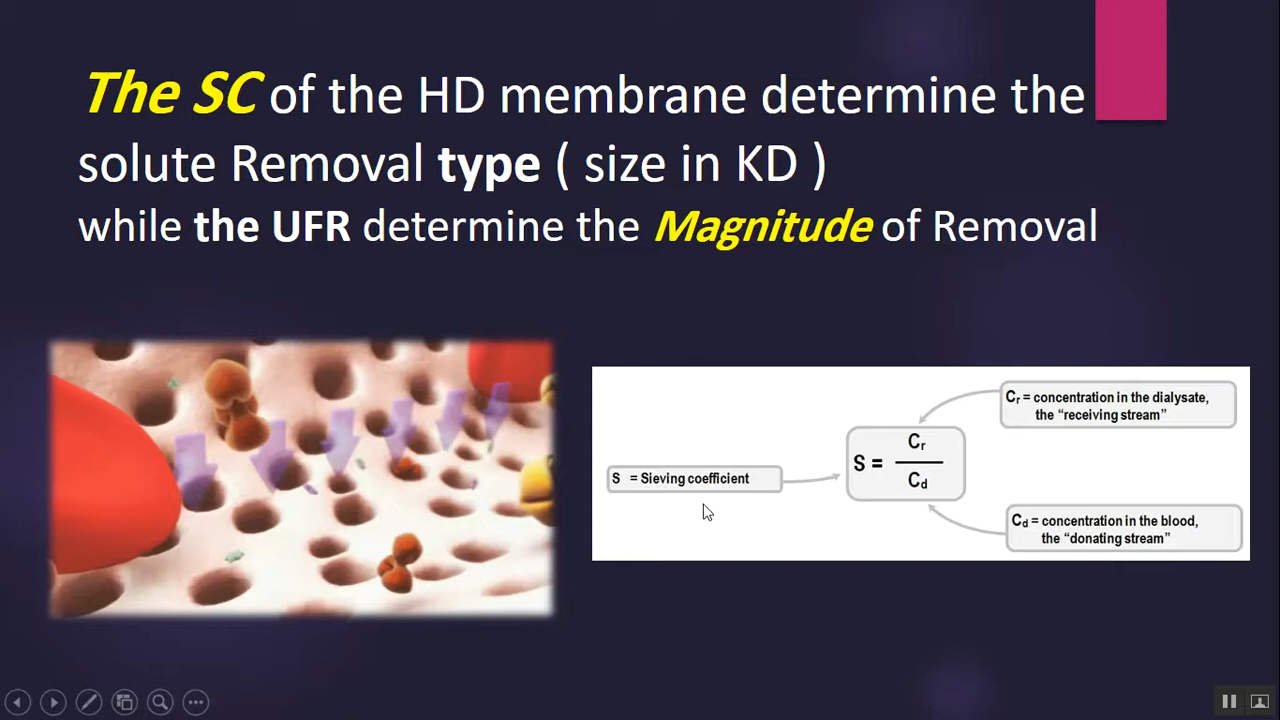 The SC of the HD membrane determine the
solute Removal type ( size in KD )
while the UFR determine the Magnitude of Removal
S = Sieving coefficient
S = Cr / Cd
Cr = concentration in the dialysate,
the “receiving stream”
Cd = concentration in the blood,
the “donating stream”